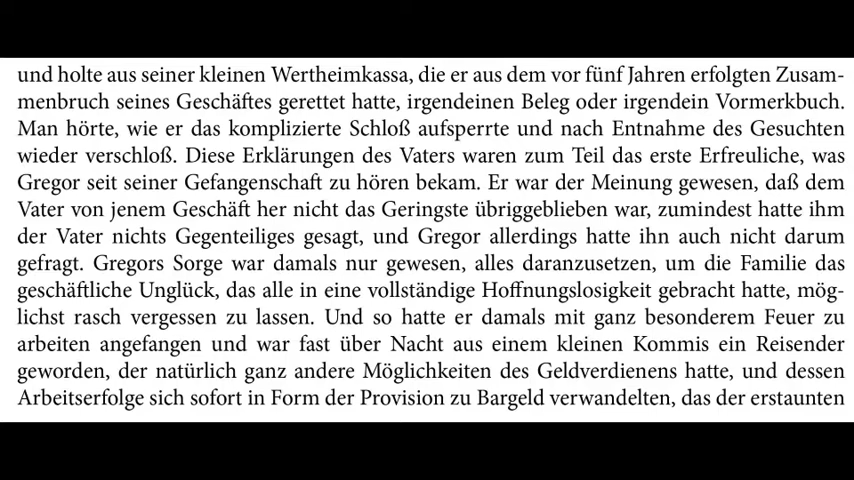 und holte aus seiner kleinen Wertheimkassa, die er aus dem vor fünf Jahren erfolgten Zusam-
menbruch seines Geschäftes gerettet hatte, irgendeinen Beleg oder irgendein Vormerkbuch.
Man hörte, wie er das komplizierte Schloß aufsperrte und nach Entnahme des Gesuchten
wieder verschloß. Diese Erklärungen des Vaters waren zum Teil das erste Erfreuliche, was
Gregor seit seiner Gefangenschaft zu hören bekam. Er war der Meinung gewesen, daß dem
Vater von jenem Geschäft her nicht das Geringste übriggeblieben war, zumindest hatte ihm
der Vater nichts Gegenteiliges gesagt, und Gregor allerdings hatte ihn auch nicht darum
gefragt. Gregors Sorge war damals nur gewesen, alles daranzusetzen, um die Familie das
geschäftliche Unglück, das alle in eine vollständige Hoffnungslosigkeit gebracht hatte, mög-
lichst rasch vergessen zu lassen. Und so hatte er damals mit ganz besonderem Feuer zu
arbeiten angefangen und war fast über Nacht aus einem kleinen Kommis ein Reisender
geworden, der natürlich ganz andere Möglichkeiten des Geldverdienens hatte, und dessen
Arbeitserfolge sich sofort in Form der Provision zu Bargeld verwandelten, das der erstaunten